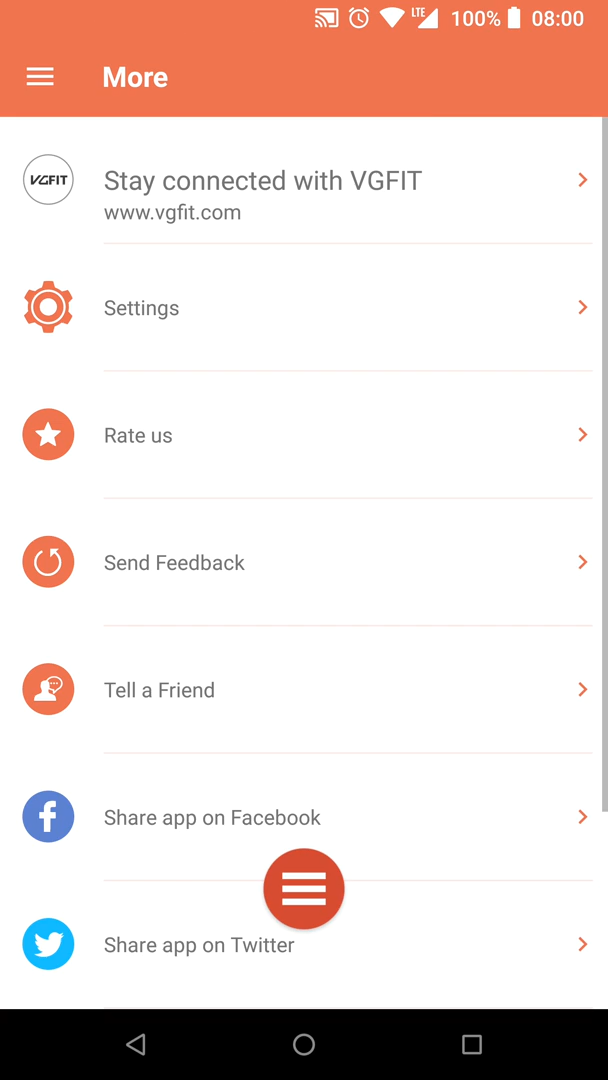 LTE 100% 08:00
More
VGFIT
Stay connected with VGFIT
www.vgfit.com
Settings
Rate us
Send Feedback
Tell a Friend
f
Share app on Facebook
Share app on Twitter